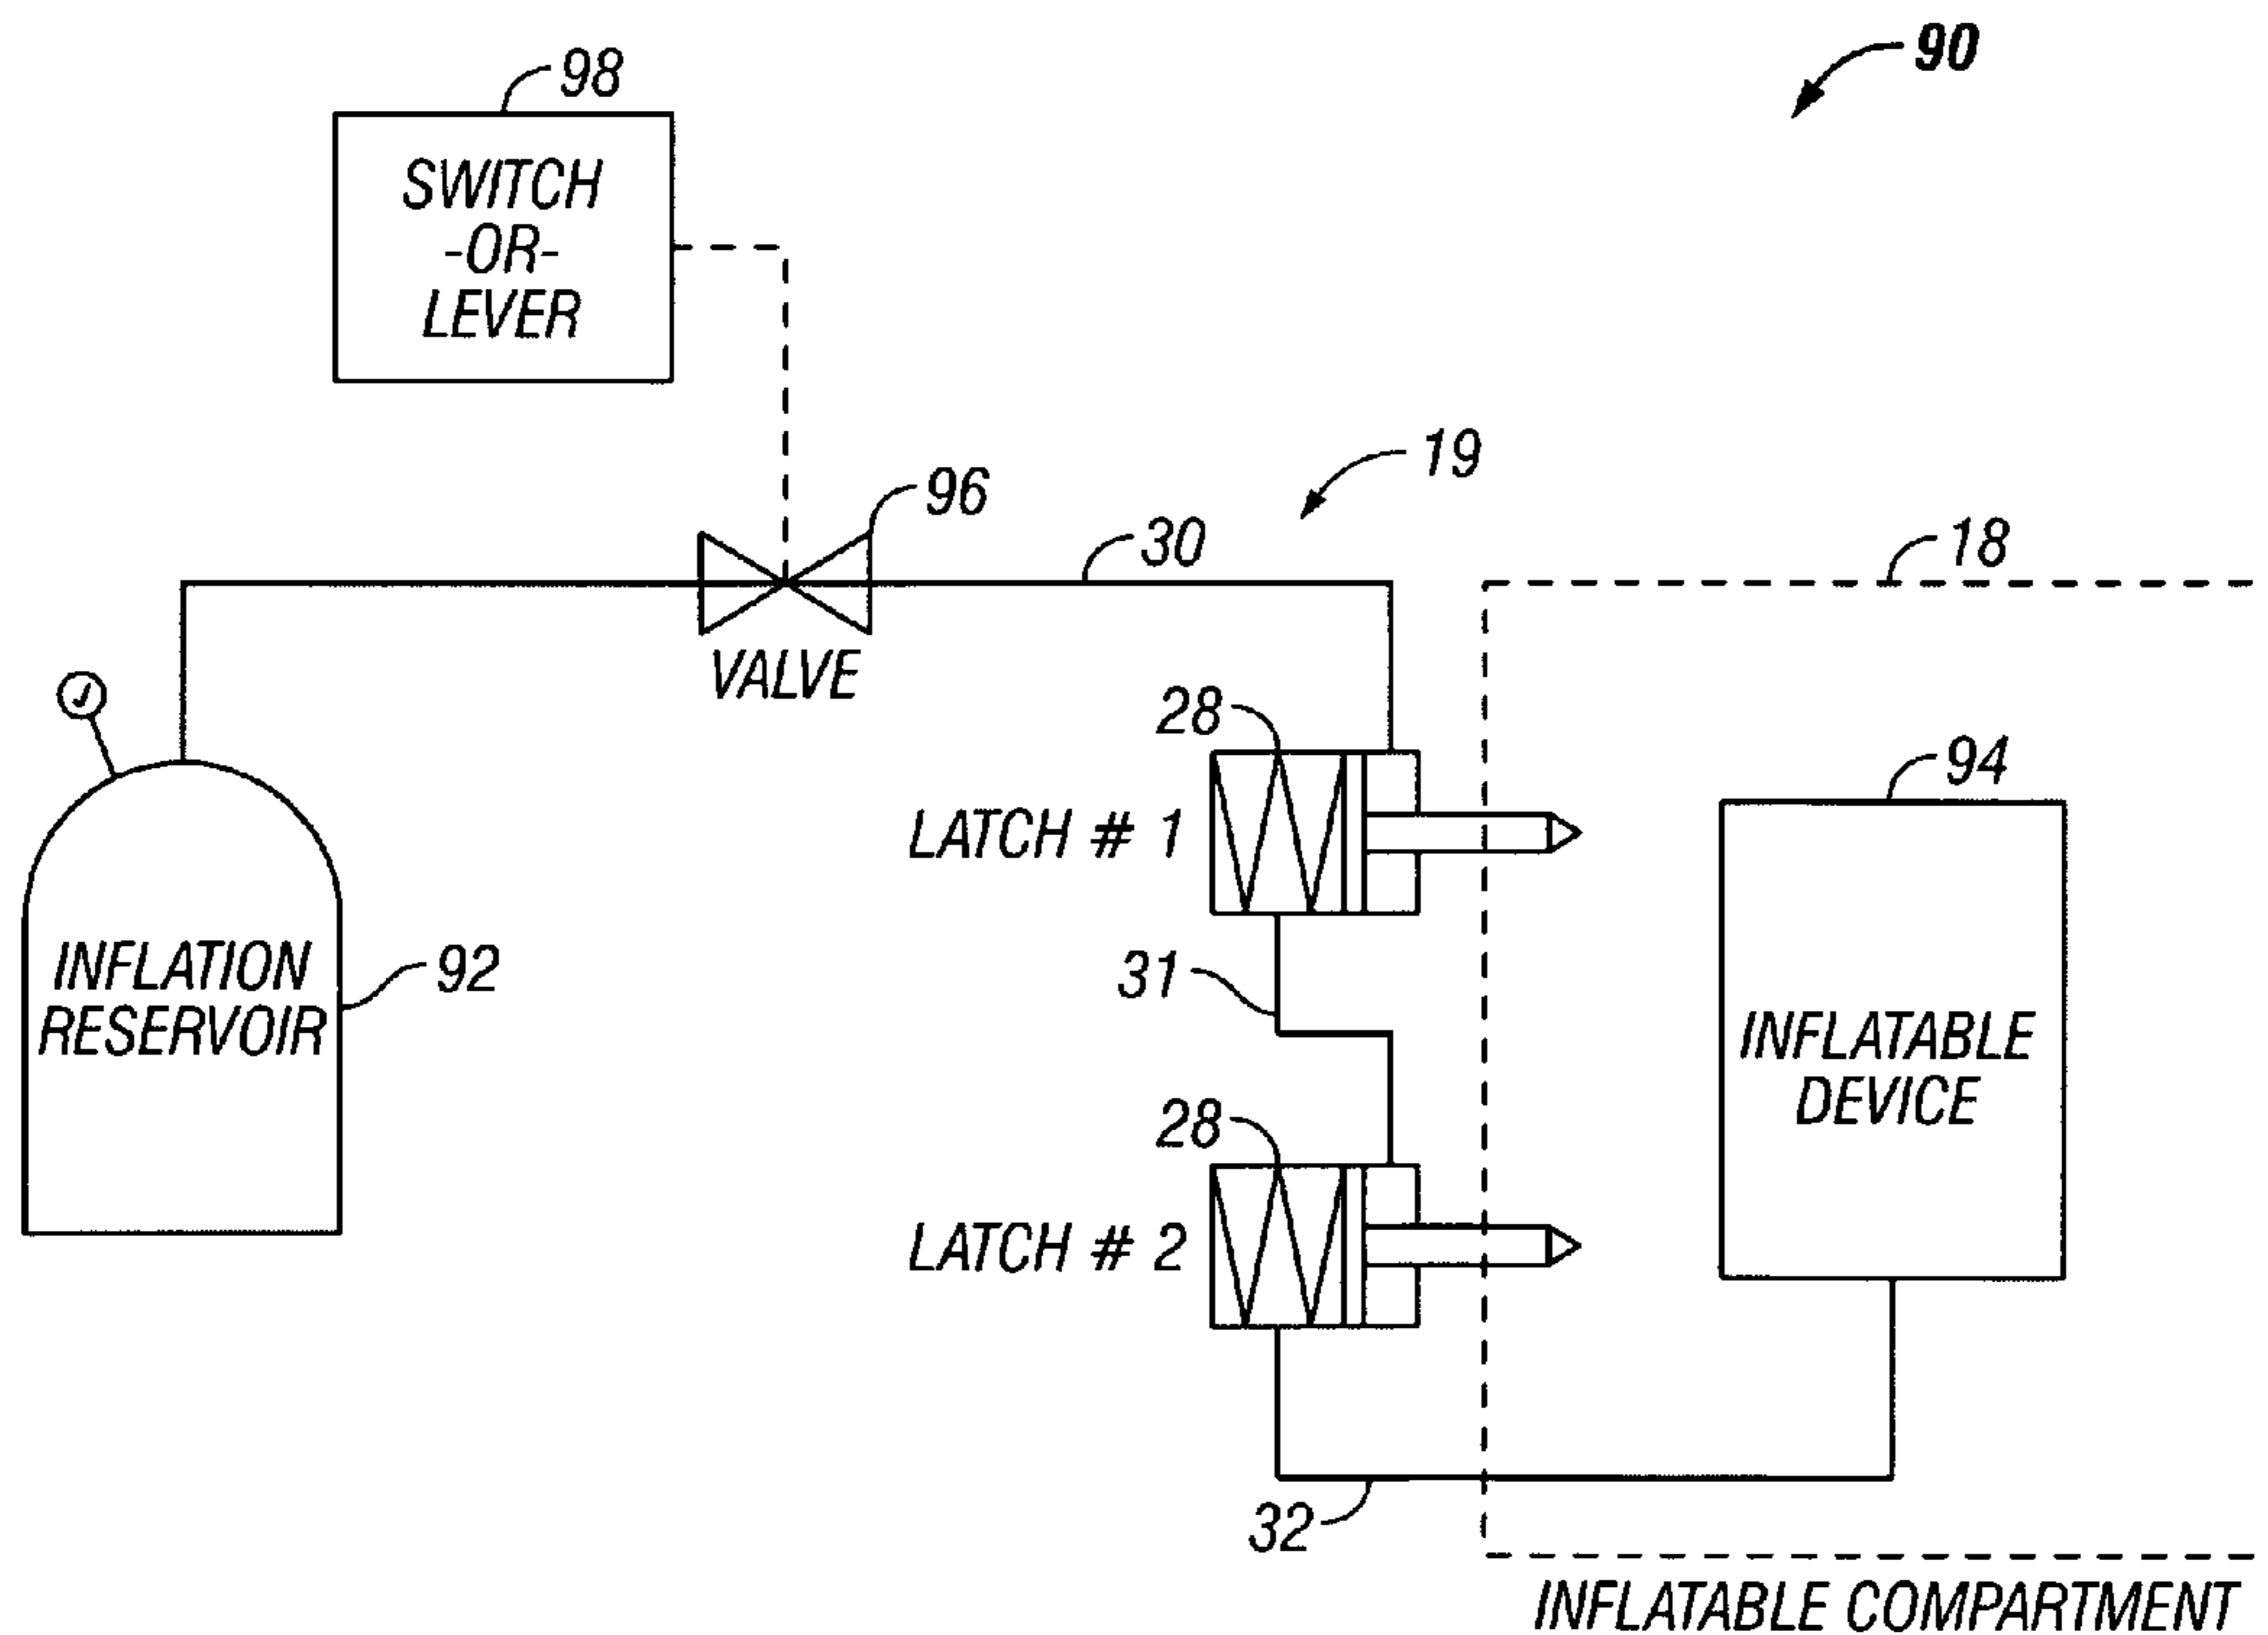 90
98
SWITCH
-OR-
LEVER
19
96
30
18
VALVE
28
94
LATCH # 1
INFLATION
RESERVOIR
92
31
INFLATABLE
DEVICE
28
LATCH # 2
32
INFLATABLE COMPARTMENT